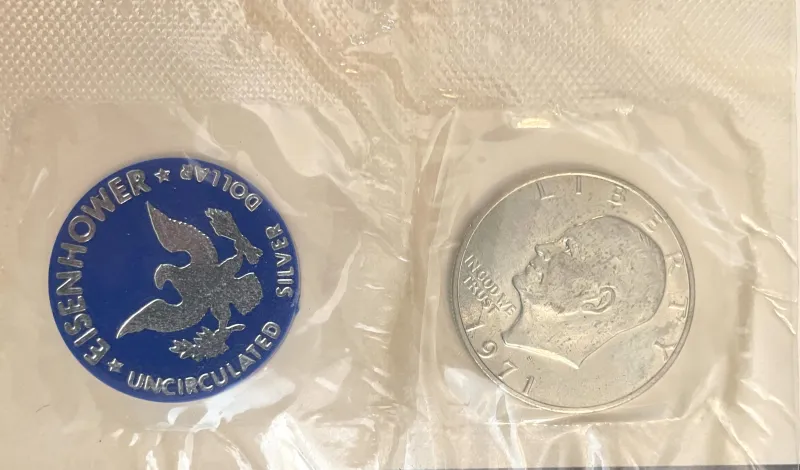 ★ EISENHOWER ★
SILVER DOLLAR
UNCIRCULATED
LIBERTY
IN GOD WE
TRUST
1971